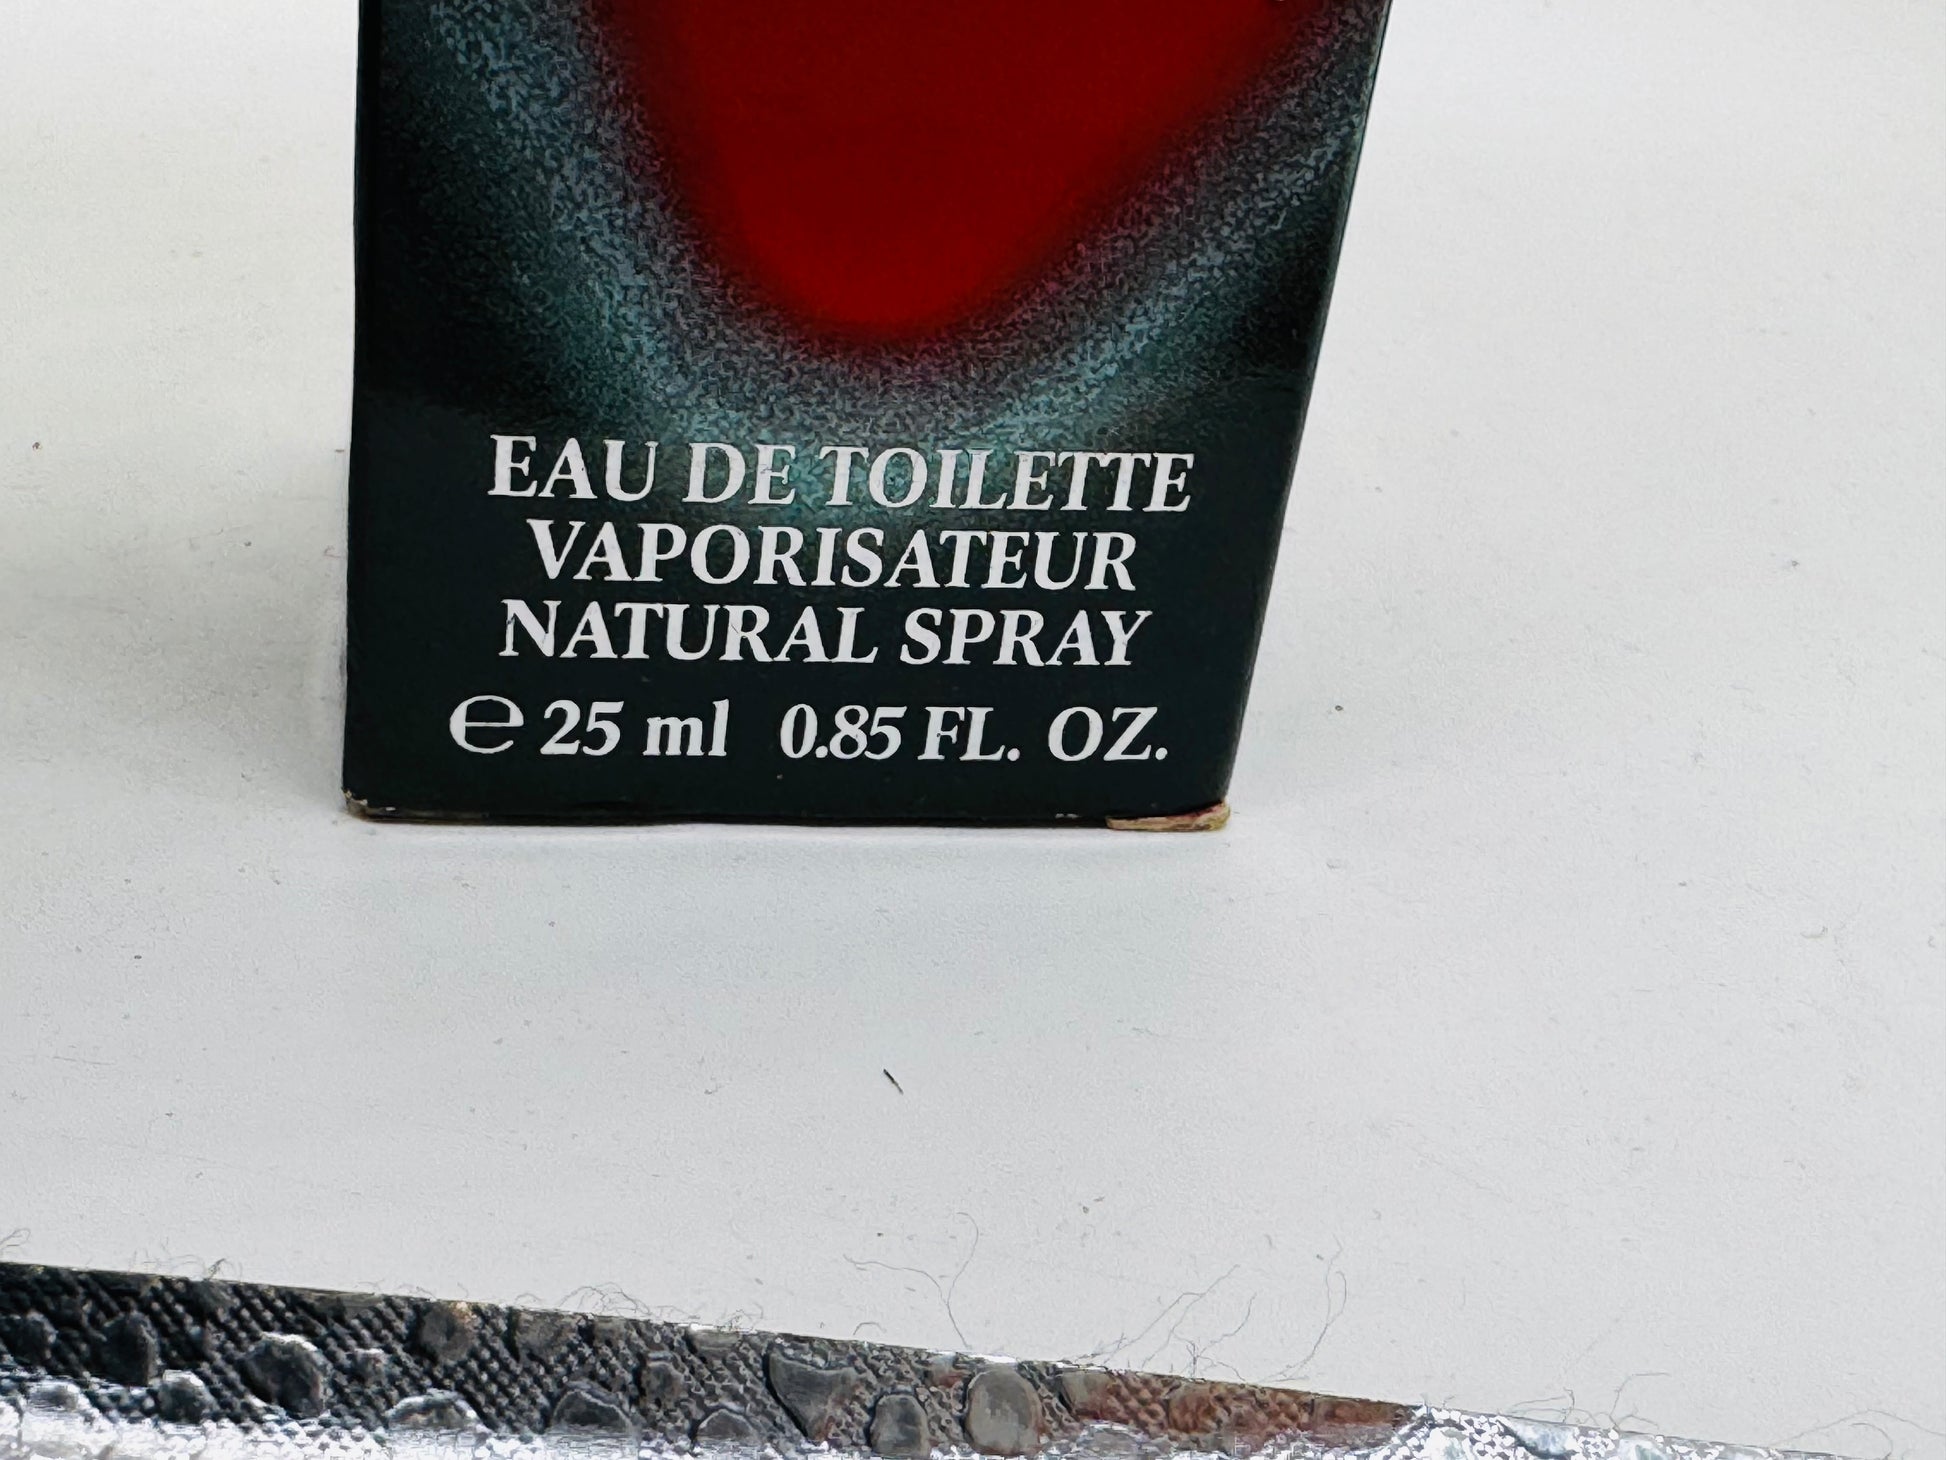 EAU DE TOILETTE
VAPORISATEUR
NATURAL SPRAY
℮ 25 ml 0.85 FL. OZ.